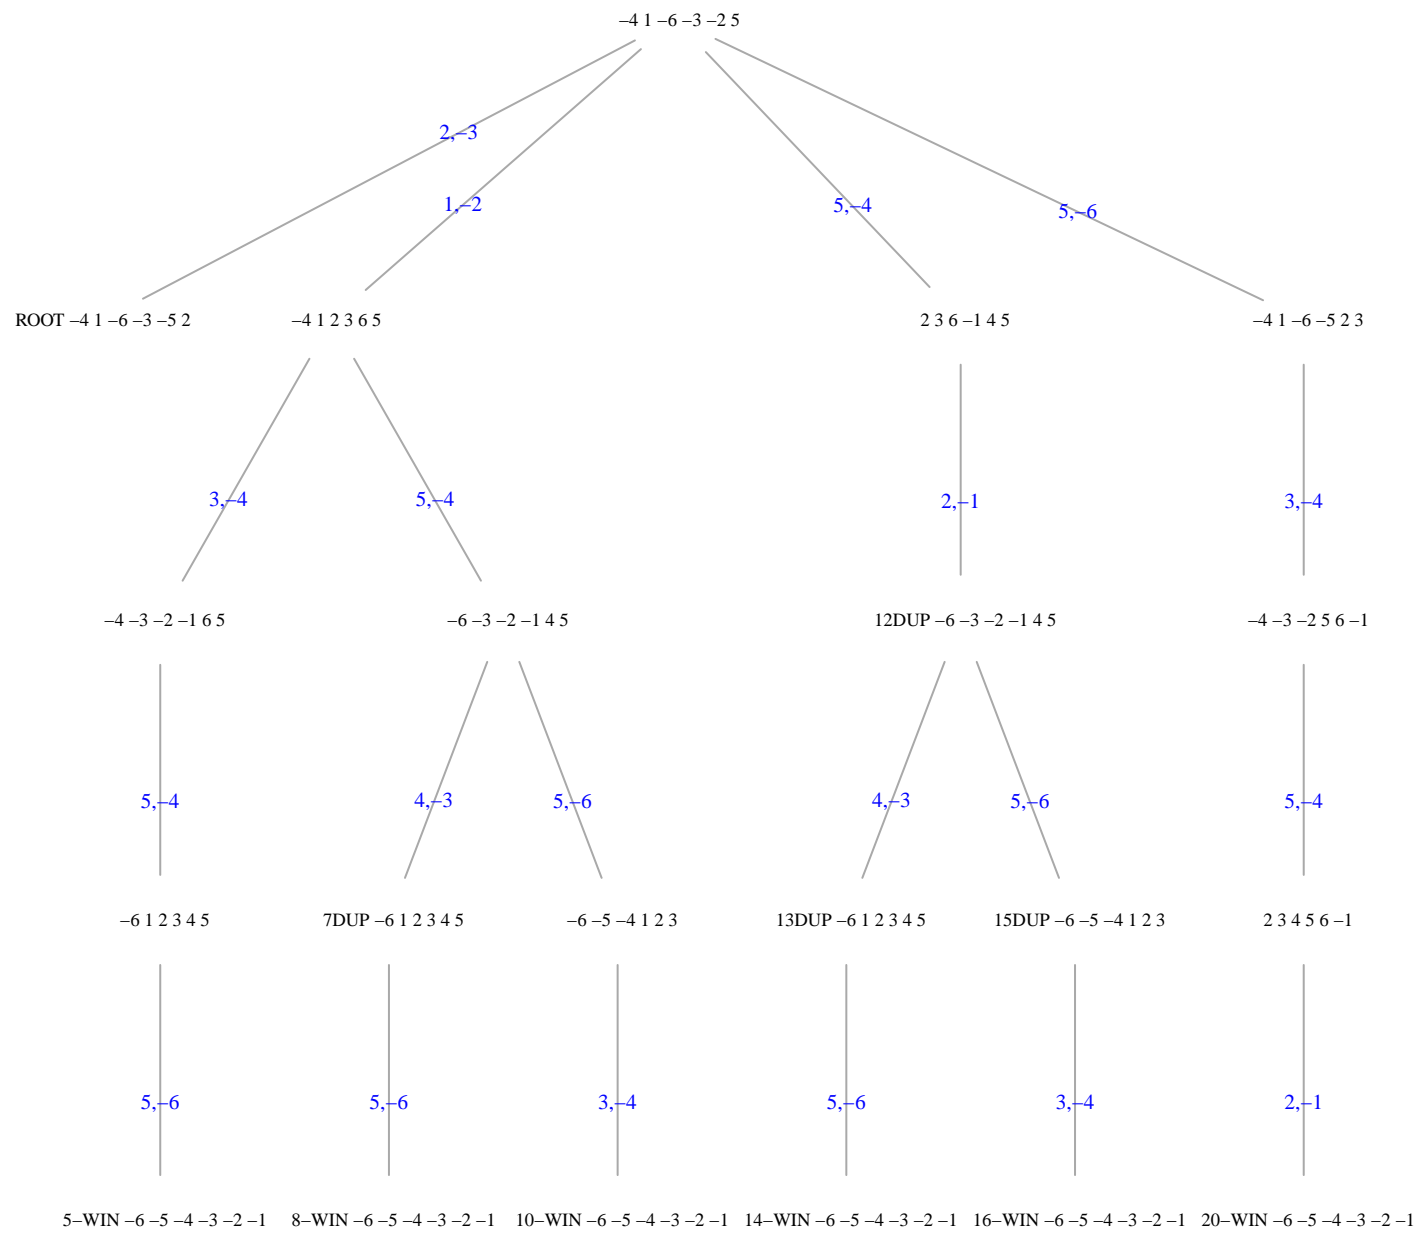 −4 1 −6 −3 −2 5
2,−3
1,−2
5,−4
5,−6
ROOT −4 1 −6 −3 −5 2
−4 1 2 3 6 5
2 3 6 −1 4 5
−4 1 −6 −5 2 3
3,−4
5,−4
2,−1
3,−4
−4 −3 −2 −1 6 5
−6 −3 −2 −1 4 5
12DUP −6 −3 −2 −1 4 5
−4 −3 −2 5 6 −1
5,−4
4,−3
5,−6
4,−3
5,−6
5,−4
−6 1 2 3 4 5
7DUP −6 1 2 3 4 5
−6 −5 −4 1 2 3
13DUP −6 1 2 3 4 5
15DUP −6 −5 −4 1 2 3
2 3 4 5 6 −1
5,−6
5,−6
3,−4
5,−6
3,−4
2,−1
5−WIN −6 −5 −4 −3 −2 −1
8−WIN −6 −5 −4 −3 −2 −1
10−WIN −6 −5 −4 −3 −2 −1
14−WIN −6 −5 −4 −3 −2 −1
16−WIN −6 −5 −4 −3 −2 −1
20−WIN −6 −5 −4 −3 −2 −1